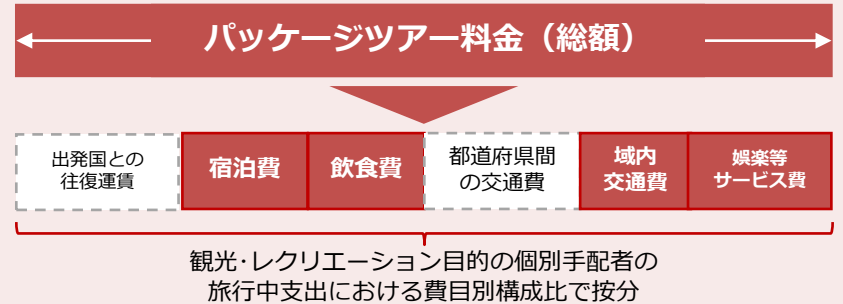 パッケージツアー料金（総額）
出発国との
往復運賃
宿泊費
飲食費
都道府県間
の交通費
域内
交通費
娯楽等
サービス費
観光･レクリエーション目的の個別手配者の
旅行中支出における費目別構成比で按分